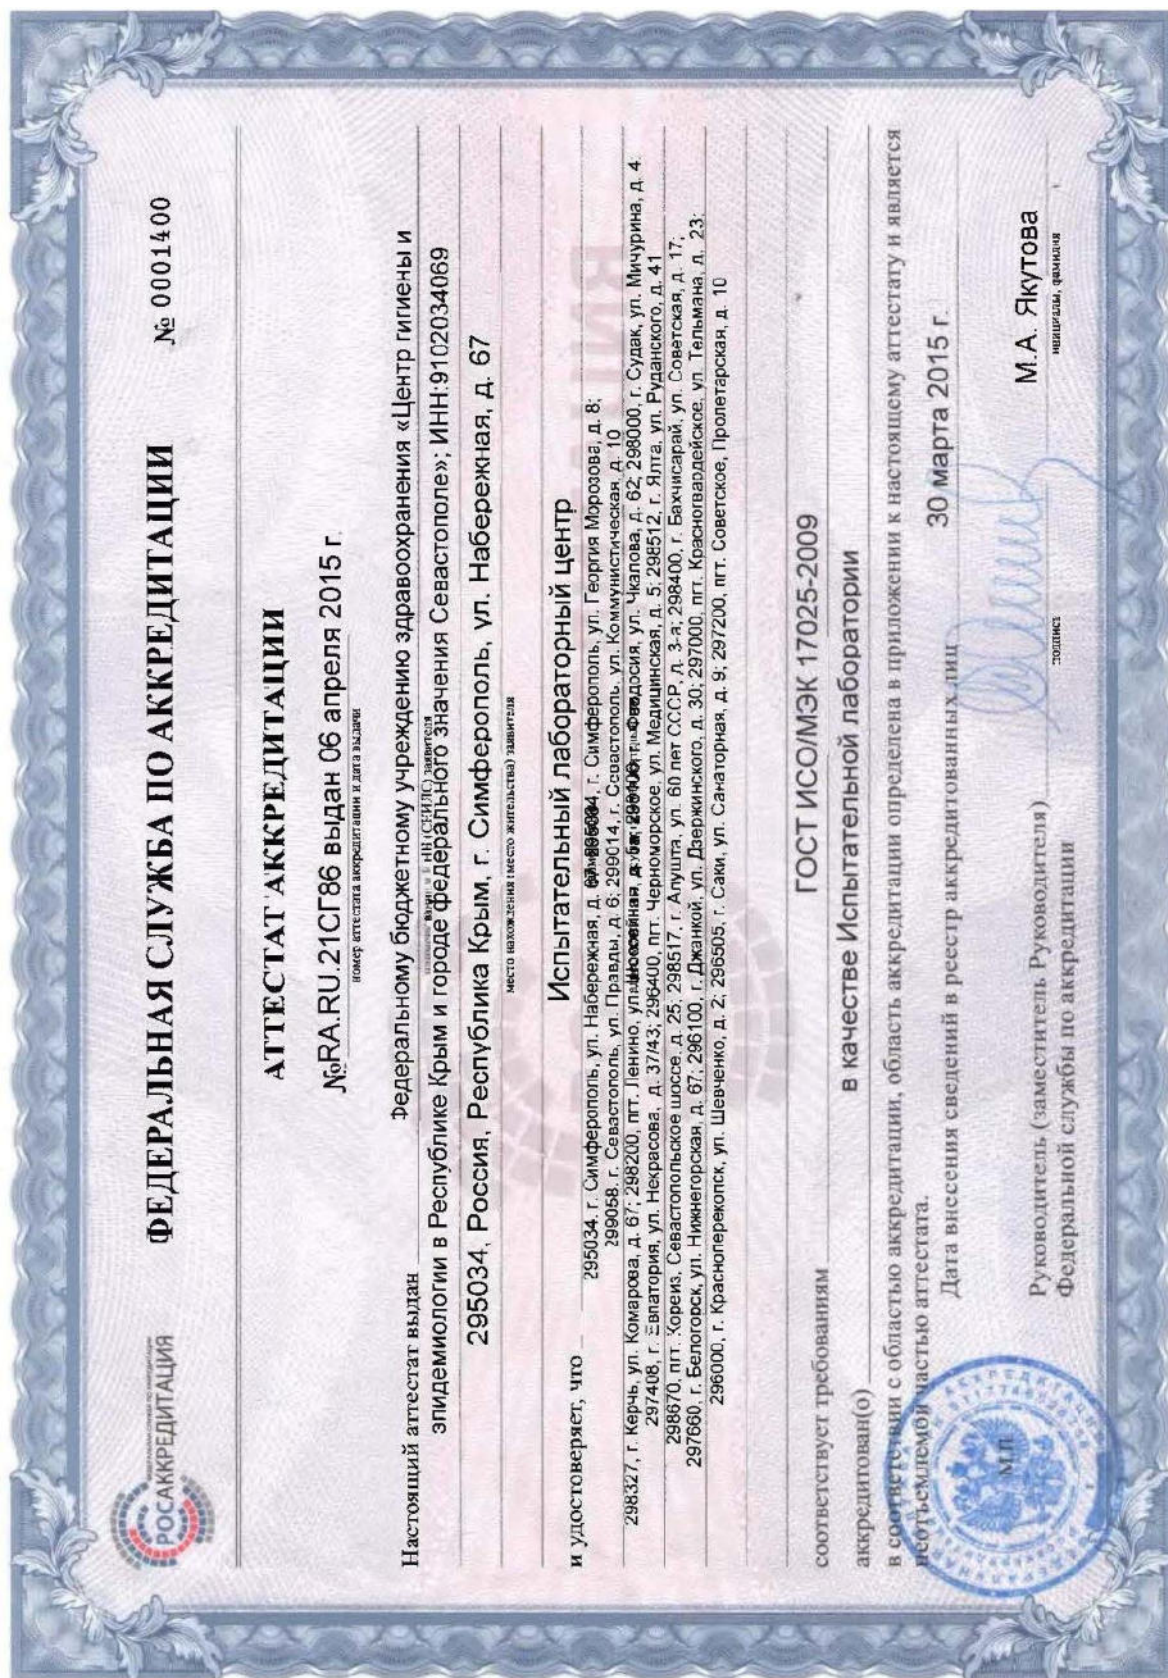 РОСАККРЕДИТАЦИЯ
ФЕДЕРАЛЬНАЯ СЛУЖБА ПО АККРЕДИТАЦИИ
№ 0001400
АТТЕСТАТ АККРЕДИТАЦИИ
№RA.RU.21СГ86 выдан 06 апреля 2015 г.
номер аттестата аккредитации и дата выдачи
Настоящий аттестат выдан Федеральному бюджетному учреждению здравоохранения «Центр гигиены и
эпидемиологии в Республике Крым и городе федерального значения Севастополе»; ИНН:9102034069
(СНИЛС) заявителя
295034, Россия, Республика Крым, г. Симферополь, ул. Набережная, д. 67
место нахождения (место жительства) заявителя
и удостоверяет, что Испытательный лабораторный центр
295034, г. Симферополь, ул. Набережная, д. 67; 295034, г. Симферополь, ул. Георгия Морозова, д. 8;
299058, г. Севастополь, ул. Правды, д. 6; 299014, г. Севастополь, ул. Коммунистическая, д. 10
298327, г. Керчь, ул. Комарова, д. 67; 298200, пгт. Ленино, ул. Шоссейная, Феодосия, ул. Чкалова, д. 62; 298000, г. Судак, ул. Мичурина, д. 4;
297408, г. Евпатория, ул. Некрасова, д. 37/43; 296400, пгт. Черноморское, ул. Медицинская, д. 5; 298512, г. Ялта, ул. Руданского, д. 41
298670, пгт. Кореиз, Севастопольское шоссе, д. 25; 298517, г. Алушта, ул. 60 лет СССР, д. 3-а; 298400, г. Бахчисарай, ул. Советская, д. 17;
297660, г. Белогорск, ул. Нижнегорская, д. 67; 296100, г. Джанкой, ул. Дзержинского, д. 30; 297000, пгт. Красногвардейское, ул. Тельмана, д. 23;
296000, г. Красноперекопск, ул. Шевченко, д. 2; 296505, г. Саки, ул. Санаторная, д. 9; 297200, пгт. Советское, Пролетарская, д. 10
соответствует требованиям ГОСТ ИСО/МЭК 17025-2009
аккредитован(о) в качестве Испытательной лаборатории
в соответствии с областью аккредитации, область аккредитации определена в приложении к настоящему аттестату и является
неотъемлемой частью аттестата.
Дата внесения сведений в реестр аккредитованных лиц 30 марта 2015 г.
М.П.
Руководитель (заместитель Руководителя) М.А. Якутова
Федеральной службы по аккредитации
подпись
инициалы, фамилия